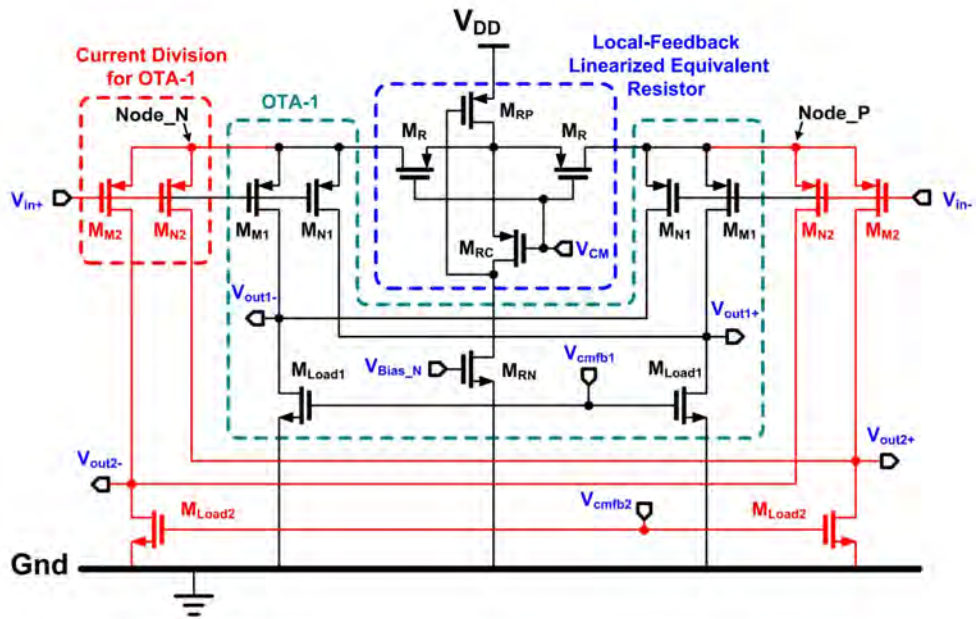 V_DD
Current Division
for OTA-1
Local-Feedback
Linearized Equivalent
Resistor
Node_N
OTA-1
M_R
M_RP
M_R
Node_P
V_in+
M_M2
M_N2
M_M1
M_N1
M_RC
V_CM
M_N1
M_M1
M_N2
M_M2
V_in-
V_out1-
V_out1+
V_Bias_N
M_RN
V_cmfb1
M_Load1
M_Load1
V_out2-
V_out2+
M_Load2
V_cmfb2
M_Load2
Gnd